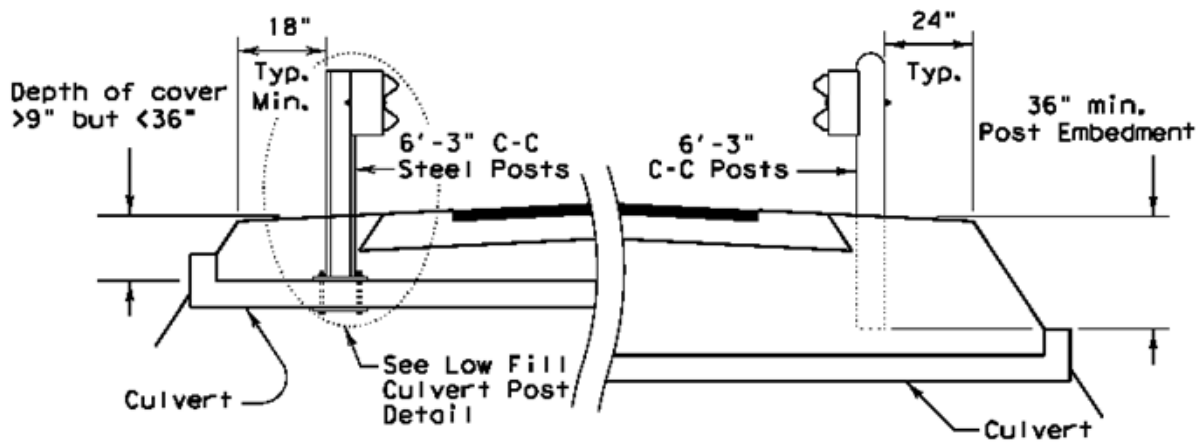 18"
Typ.
Min.
Depth of cover
>9" but <36"
6'-3" C-C
Steel Posts
6'-3"
C-C Posts
24"
Typ.
36" min.
Post Embedment
See Low Fill
Culvert Post
Detail
Culvert
Culvert